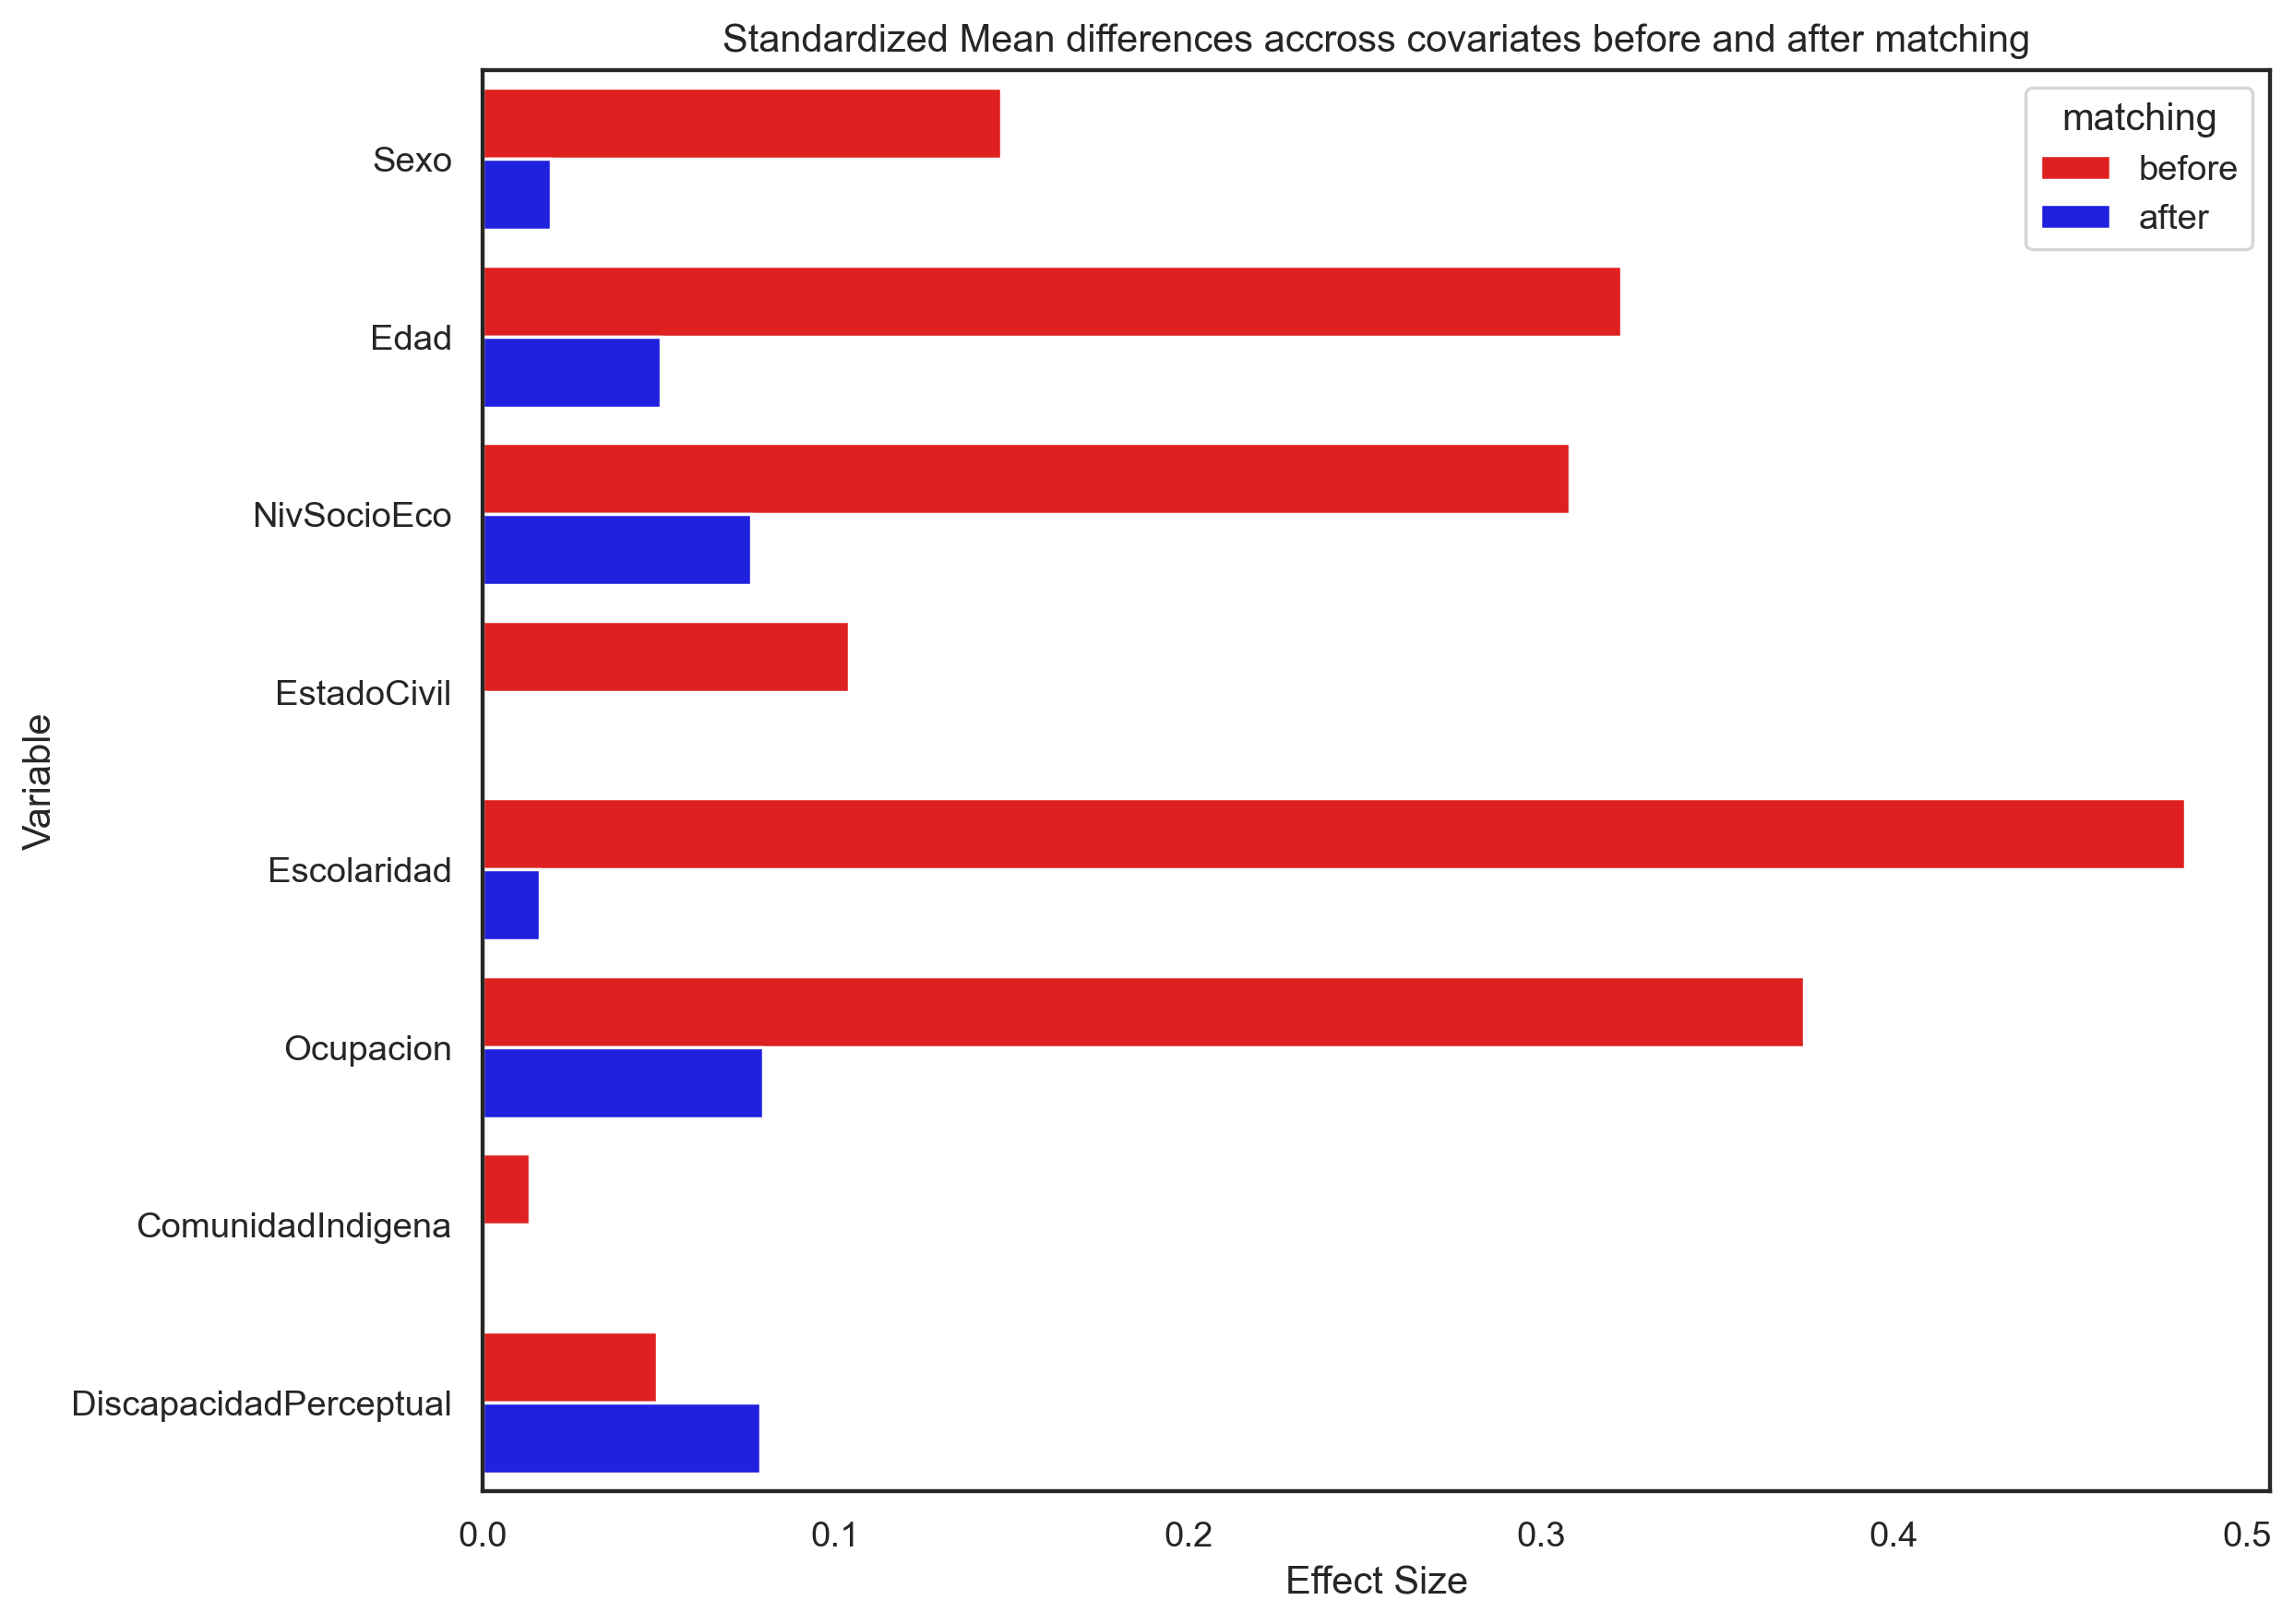 Standardized Mean differences accross covariates before and after matching
matching
before
after
Sexo
Edad
NivSocioEco
EstadoCivil
Escolaridad
Ocupacion
ComunidadIndigena
DiscapacidadPerceptual
Variable
0.0 0.1 0.2 0.3 0.4 0.5
Effect Size